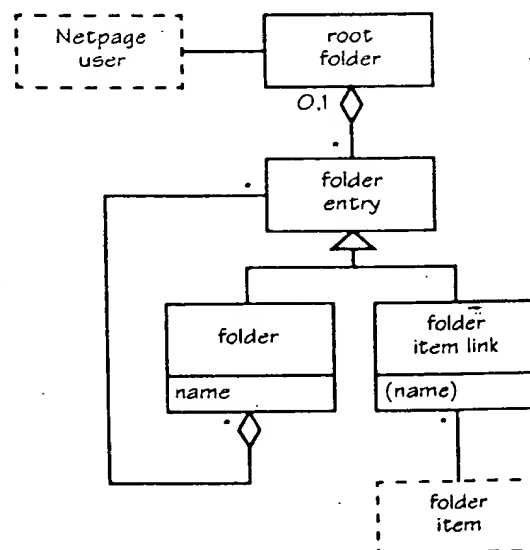 Netpage
user
root
folder
0,1
*
folder
entry
*
folder
name
*
folder
item link
(name)
*
folder
item